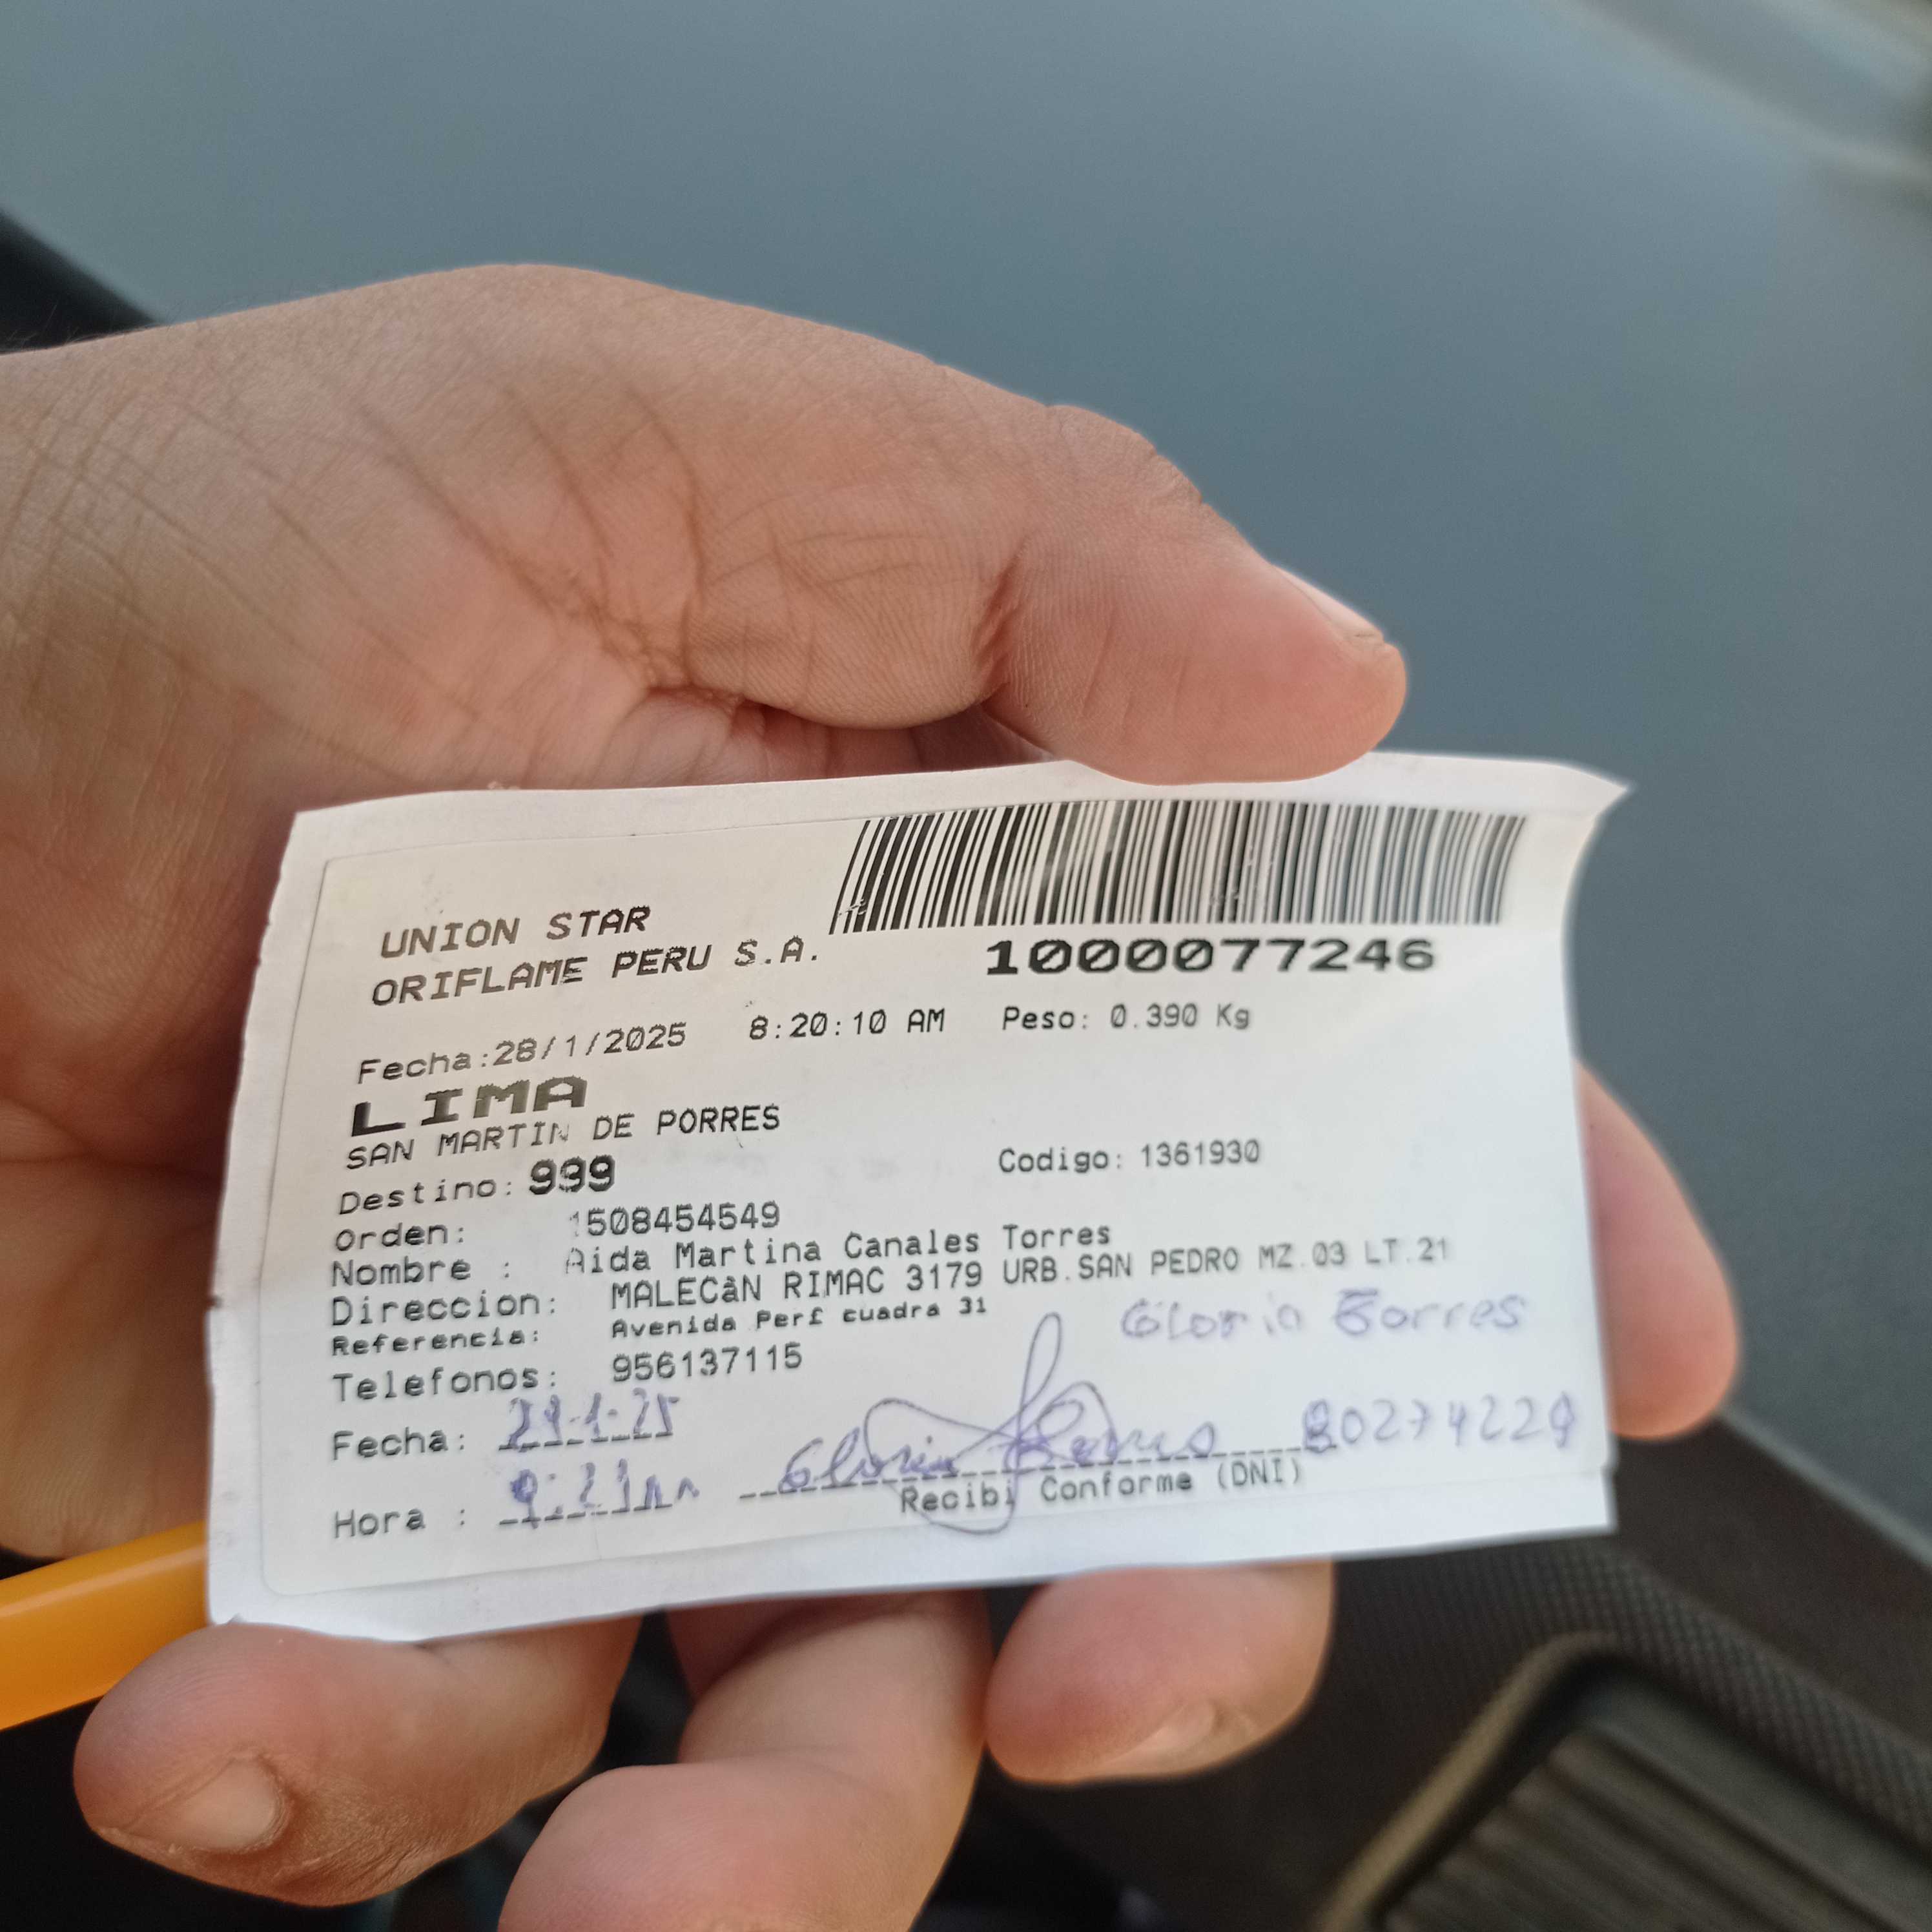 UNION STAR
ORIFLAME PERU S.A.
1000077246
Fecha:28/1/2025 8:20:10 AM Peso: 0.390 Kg
LIMA
SAN MARTIN DE PORRES
Destino: 999 Codigo: 1361930
Orden: 1508454549
Nombre : Aida Martina Canales Torres
Direccion: MALECàN RIMAC 3179 URB.SAN PEDRO MZ.03 LT.21
Referencia: Avenida Perf cuadra 31
Gloria Torres
Telefonos: 956137115
Fecha: 29-1-25
Gloria Torres 80274229
Hora :
Recibi Conforme (DNI)